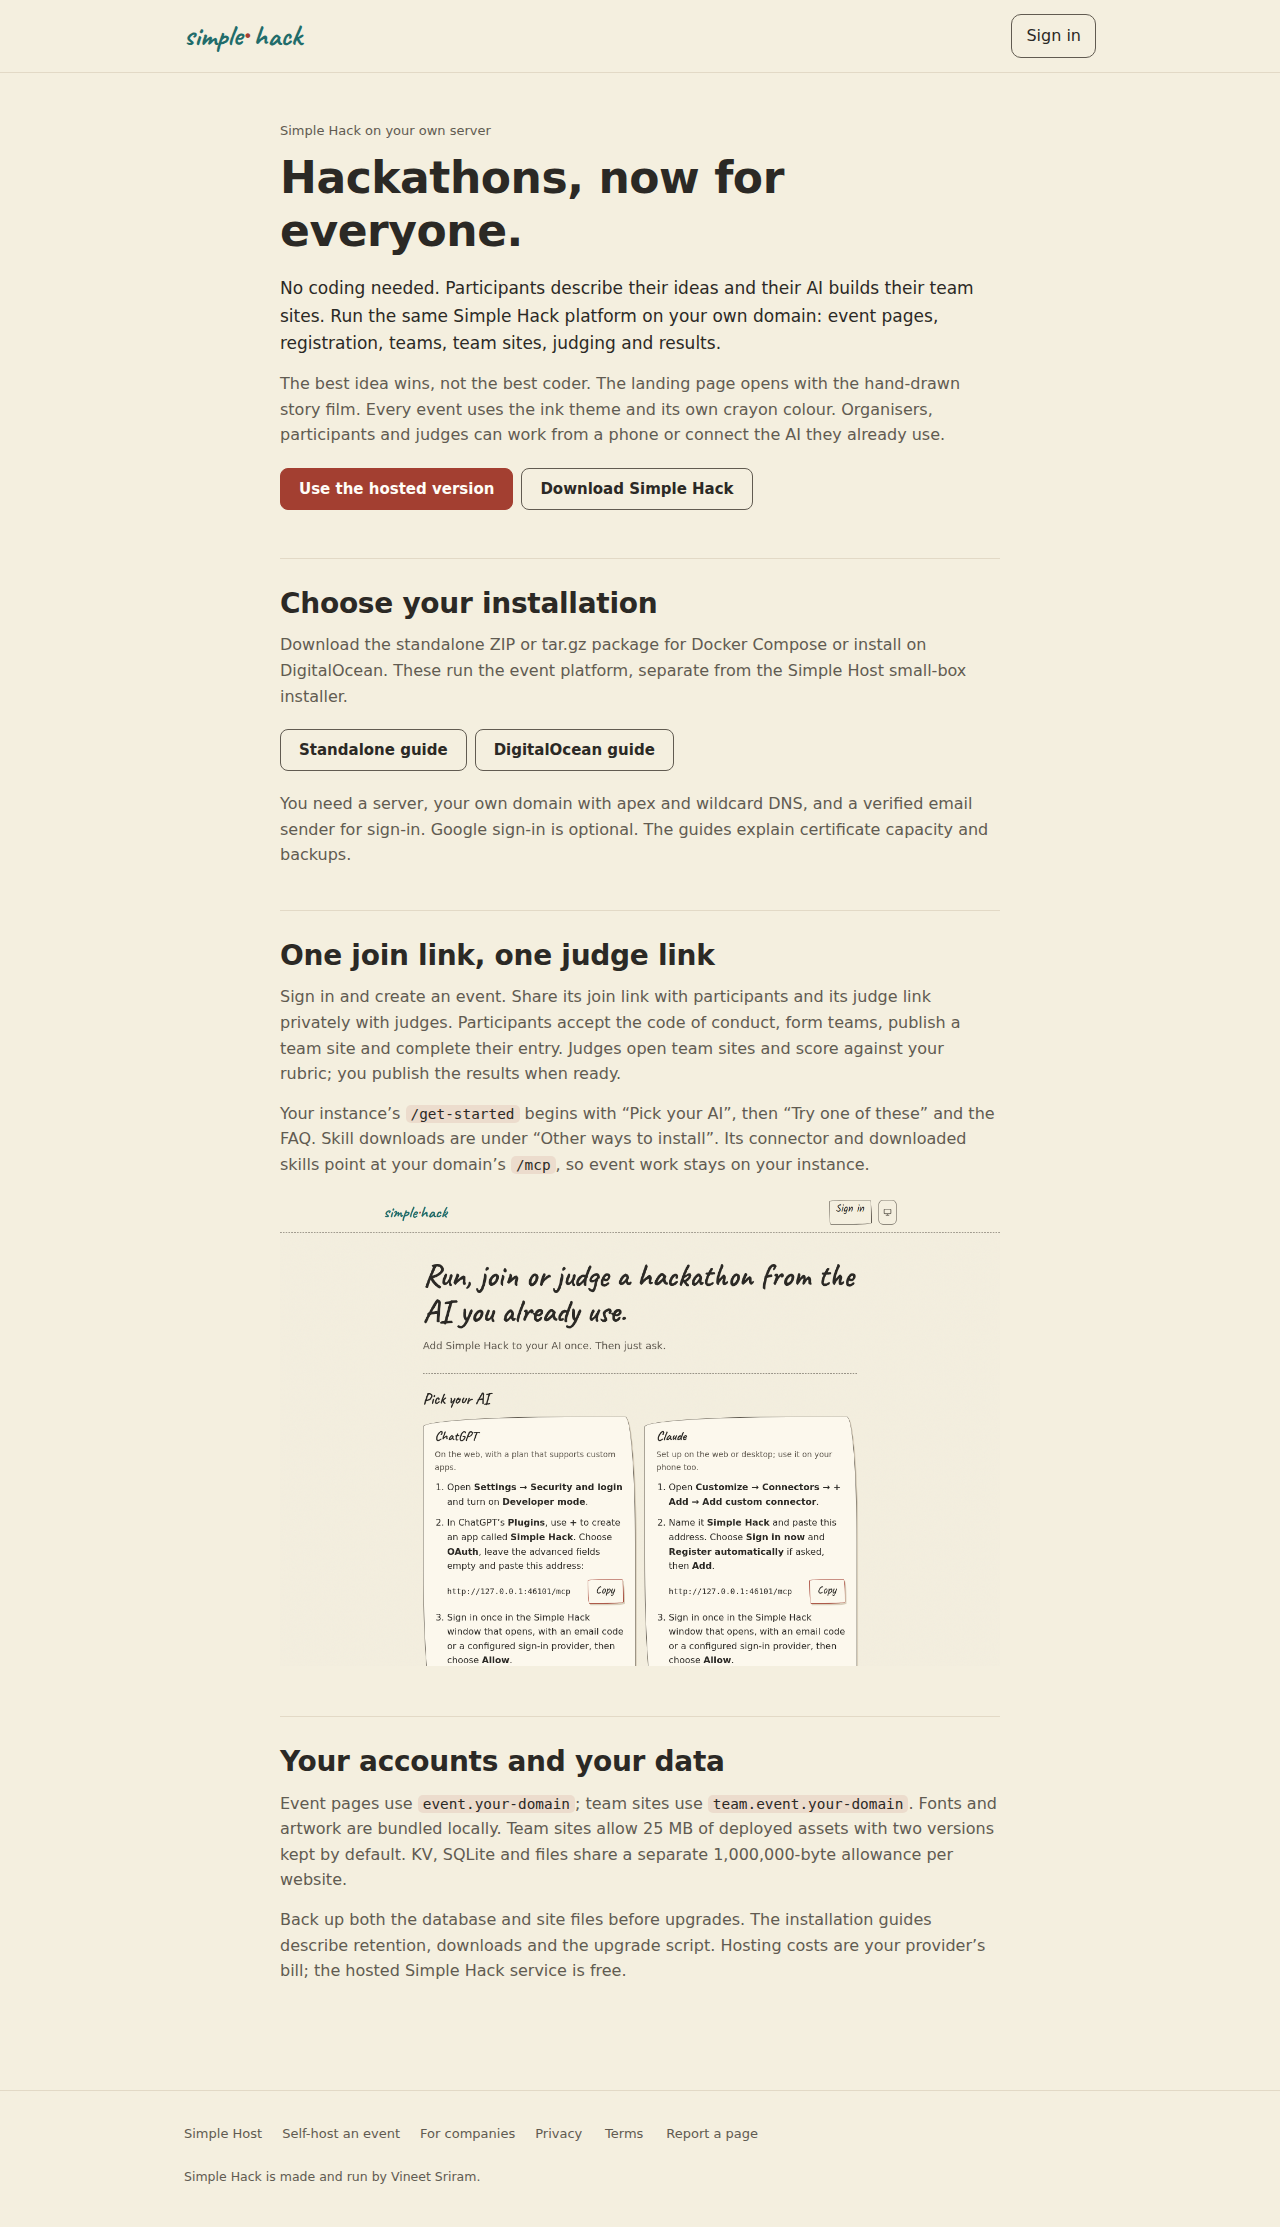 simple•hack
Sign in
Simple Hack on your own server
Hackathons, now for
everyone.
No coding needed. Participants describe their ideas and their AI builds their team
sites. Run the same Simple Hack platform on your own domain: event pages,
registration, teams, team sites, judging and results.
The best idea wins, not the best coder. The landing page opens with the hand-drawn
story film. Every event uses the ink theme and its own crayon colour. Organisers,
participants and judges can work from a phone or connect the AI they already use.
Use the hosted version
Download Simple Hack
Choose your installation
Download the standalone ZIP or tar.gz package for Docker Compose or install on
DigitalOcean. These run the event platform, separate from the Simple Host small-box
installer.
Standalone guide
DigitalOcean guide
You need a server, your own domain with apex and wildcard DNS, and a verified email
sender for sign-in. Google sign-in is optional. The guides explain certificate capacity and
backups.
One join link, one judge link
Sign in and create an event. Share its join link with participants and its judge link
privately with judges. Participants accept the code of conduct, form teams, publish a
team site and complete their entry. Judges open team sites and score against your
rubric; you publish the results when ready.
Your instance’s /get-started begins with “Pick your AI”, then “Try one of these” and the
FAQ. Skill downloads are under “Other ways to install”. Its connector and downloaded
skills point at your domain’s /mcp, so event work stays on your instance.
simple•hack
Sign in
Run, join or judge a hackathon from the
AI you already use.
Add Simple Hack to your AI once. Then just ask.
Pick your AI
ChatGPT
On the web, with a plan that supports custom
apps.
1. Open Settings → Security and login
and turn on Developer mode.
2. In ChatGPT’s Plugins, use + to create
an app called Simple Hack. Choose
OAuth, leave the advanced fields
empty and paste this address:
http://127.0.0.1:46101/mcp
Copy
3. Sign in once in the Simple Hack
window that opens, with an email code
or a configured sign-in provider, then
choose Allow.
Claude
Set up on the web or desktop; use it on your
phone too.
1. Open Customize → Connectors → +
Add → Add custom connector.
2. Name it Simple Hack and paste this
address. Choose Sign in now and
Register automatically if asked,
then Add.
http://127.0.0.1:46101/mcp
Copy
3. Sign in once in the Simple Hack
window that opens, with an email code
or a configured sign-in provider, then
choose Allow.
Your accounts and your data
Event pages use event.your-domain; team sites use team.event.your-domain. Fonts and
artwork are bundled locally. Team sites allow 25 MB of deployed assets with two versions
kept by default. KV, SQLite and files share a separate 1,000,000-byte allowance per
website.
Back up both the database and site files before upgrades. The installation guides
describe retention, downloads and the upgrade script. Hosting costs are your provider’s
bill; the hosted Simple Hack service is free.
Simple Host
Self-host an event
For companies
Privacy
Terms
Report a page
Simple Hack is made and run by Vineet Sriram.